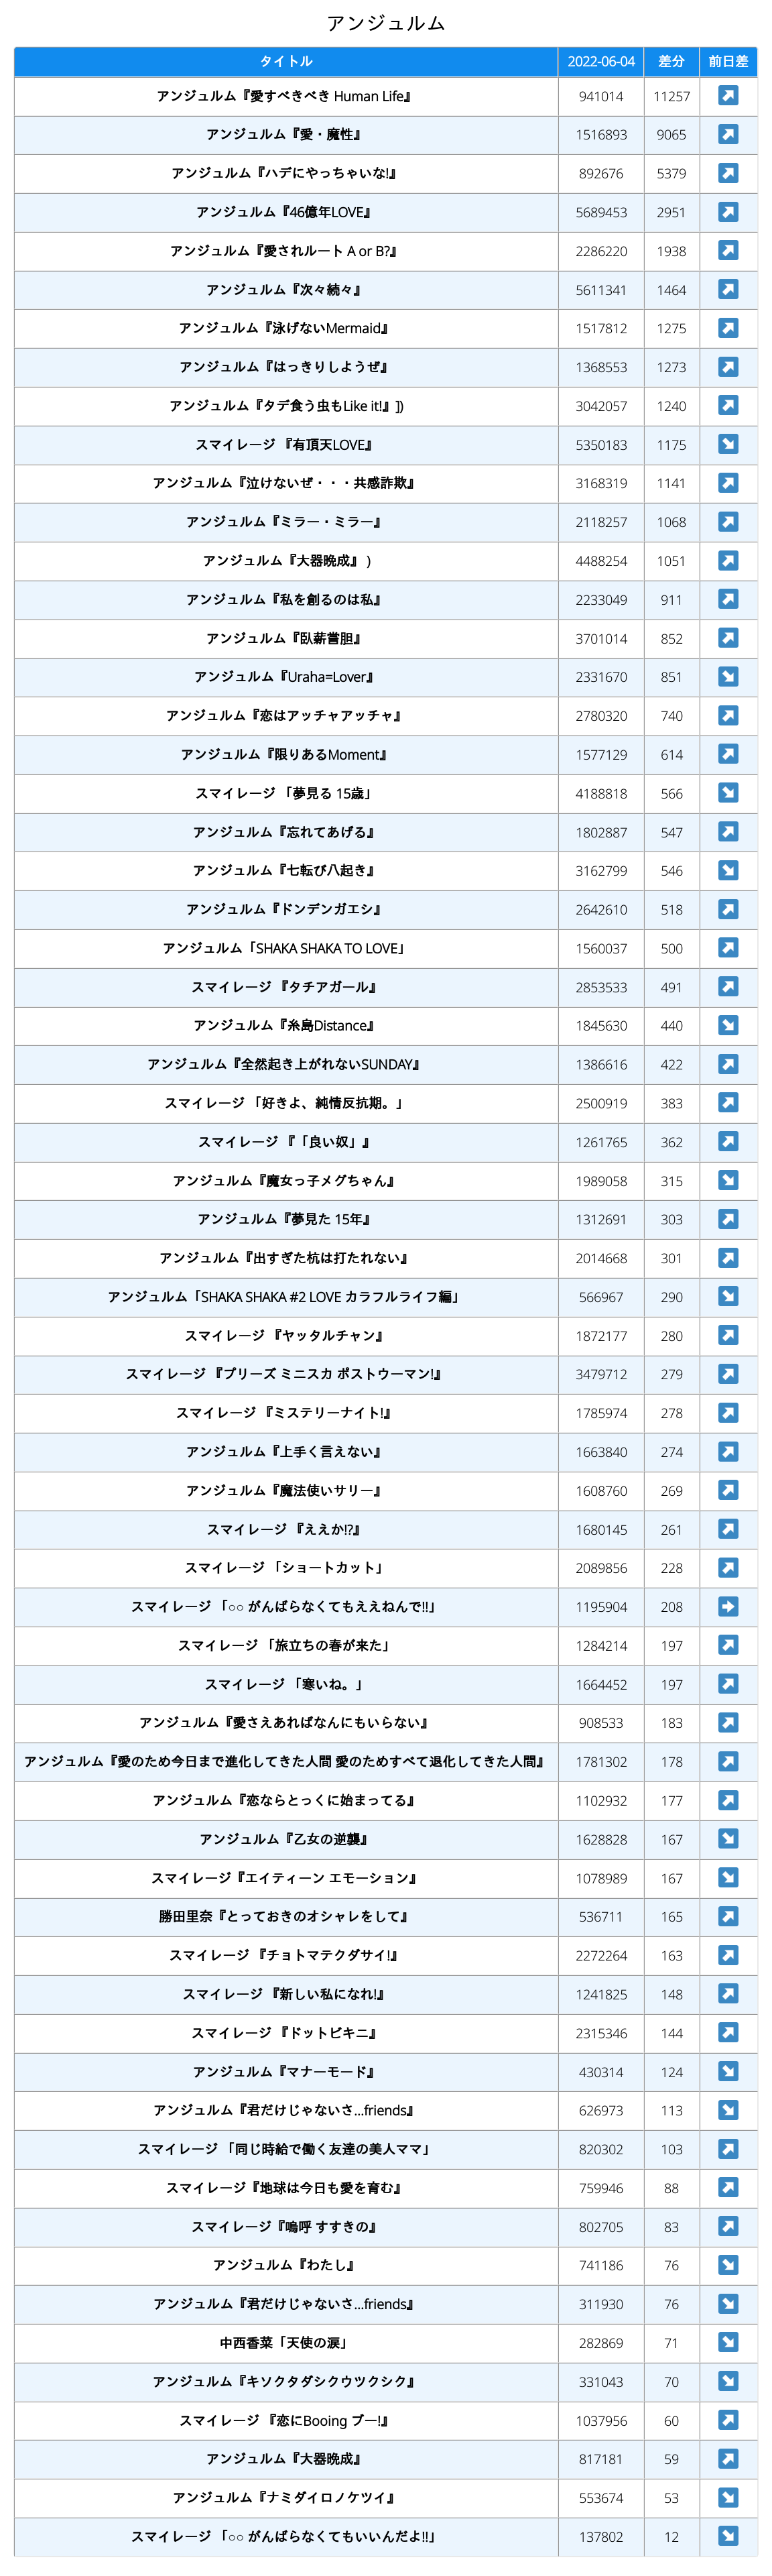 アンジュルム
タイトル 2022-06-04 差分 前日差
アンジュルム『愛すべきべき Human Life』 941014 11257 ↗
アンジュルム『愛・魔性』 1516893 9065 ↗
アンジュルム『ハデにやっちゃいな!』 892676 5379 ↗
アンジュルム『46億年LOVE』 5689453 2951 ↗
アンジュルム『愛されルート A or B?』 2286220 1938 ↗
アンジュルム『次々続々』 5611341 1464 ↗
アンジュルム『泳げないMermaid』 1517812 1275 ↗
アンジュルム『はっきりしようぜ』 1368553 1273 ↗
アンジュルム『タデ食う虫もLike it!』]) 3042057 1240 ↗
スマイレージ 『有頂天LOVE』 5350183 1175 ↘
アンジュルム『泣けないぜ・・・共感詐欺』 3168319 1141 ↗
アンジュルム『ミラー・ミラー』 2118257 1068 ↗
アンジュルム『大器晩成』 ) 4488254 1051 ↗
アンジュルム『私を創るのは私』 2233049 911 ↗
アンジュルム『臥薪嘗胆』 3701014 852 ↗
アンジュルム『Uraha=Lover』 2331670 851 ↘
アンジュルム『恋はアッチャアッチャ』 2780320 740 ↗
アンジュルム『限りあるMoment』 1577129 614 ↗
スマイレージ 「夢見る 15歳」 4188818 566 ↘
アンジュルム『忘れてあげる』 1802887 547 ↗
アンジュルム『七転び八起き』 3162799 546 ↘
アンジュルム『ドンデンガエシ』 2642610 518 ↗
アンジュルム「SHAKA SHAKA TO LOVE」 1560037 500 ↗
スマイレージ 『タチアガール』 2853533 491 ↗
アンジュルム『糸島Distance』 1845630 440 ↘
アンジュルム『全然起き上がれないSUNDAY』 1386616 422 ↗
スマイレージ 「好きよ、純情反抗期。」 2500919 383 ↗
スマイレージ 『「良い奴」』 1261765 362 ↗
アンジュルム『魔女っ子メグちゃん』 1989058 315 ↘
アンジュルム『夢見た 15年』 1312691 303 ↗
アンジュルム『出すぎた杭は打たれない』 2014668 301 ↗
アンジュルム「SHAKA SHAKA #2 LOVE カラフルライフ編」 566967 290 ↘
スマイレージ 『ヤッタルチャン』 1872177 280 ↗
スマイレージ 『プリーズ ミニスカ ポストウーマン!』 3479712 279 ↗
スマイレージ 『ミステリーナイト!』 1785974 278 ↗
アンジュルム『上手く言えない』 1663840 274 ↗
アンジュルム『魔法使いサリー』 1608760 269 ↗
スマイレージ 『ええか!?』 1680145 261 ↗
スマイレージ 「ショートカット」 2089856 228 ↗
スマイレージ 「○○ がんばらなくてもええねんで!!」 1195904 208 →
スマイレージ 「旅立ちの春が来た」 1284214 197 ↗
スマイレージ 「寒いね。」 1664452 197 ↗
アンジュルム『愛さえあればなんにもいらない』 908533 183 ↗
アンジュルム『愛のため今日まで進化してきた人間 愛のためすべて退化してきた人間』 1781302 178 ↗
アンジュルム『恋ならとっくに始まってる』 1102932 177 ↗
アンジュルム『乙女の逆襲』 1628828 167 ↘
スマイレージ『エイティーン エモーション』 1078989 167 ↘
勝田里奈『とっておきのオシャレをして』 536711 165 ↗
スマイレージ 『チョトマテクダサイ!』 2272264 163 ↗
スマイレージ 『新しい私になれ!』 1241825 148 ↗
スマイレージ 『ドットビキニ』 2315346 144 ↗
アンジュルム『マナーモード』 430314 124 ↘
アンジュルム『君だけじゃないさ...friends』 626973 113 ↘
スマイレージ 「同じ時給で働く友達の美人ママ」 820302 103 ↗
スマイレージ『地球は今日も愛を育む』 759946 88 ↗
スマイレージ『嗚呼 すすきの』 802705 83 ↗
アンジュルム『わたし』 741186 76 ↘
アンジュルム『君だけじゃないさ...friends』 311930 76 ↘
中西香菜「天使の涙」 282869 71 ↘
アンジュルム『キソクタダシクウツクシク』 331043 70 ↘
スマイレージ 『恋にBooing ブー!』 1037956 60 ↗
アンジュルム『大器晩成』 817181 59 ↗
アンジュルム『ナミダイロノケツイ』 553674 53 ↘
スマイレージ 「○○ がんばらなくてもいいんだよ!!」 137802 12 ↘